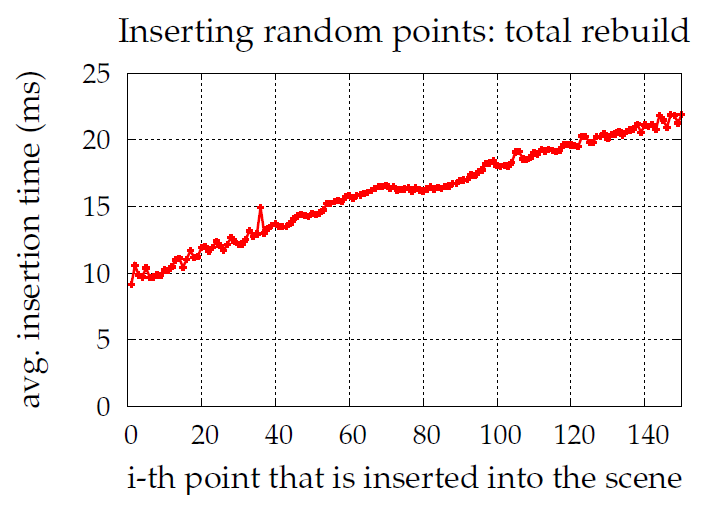 Inserting random points: total rebuild
avg. insertion time (ms)
25
20
15
10
5
0
0 20 40 60 80 100 120 140
i-th point that is inserted into the scene